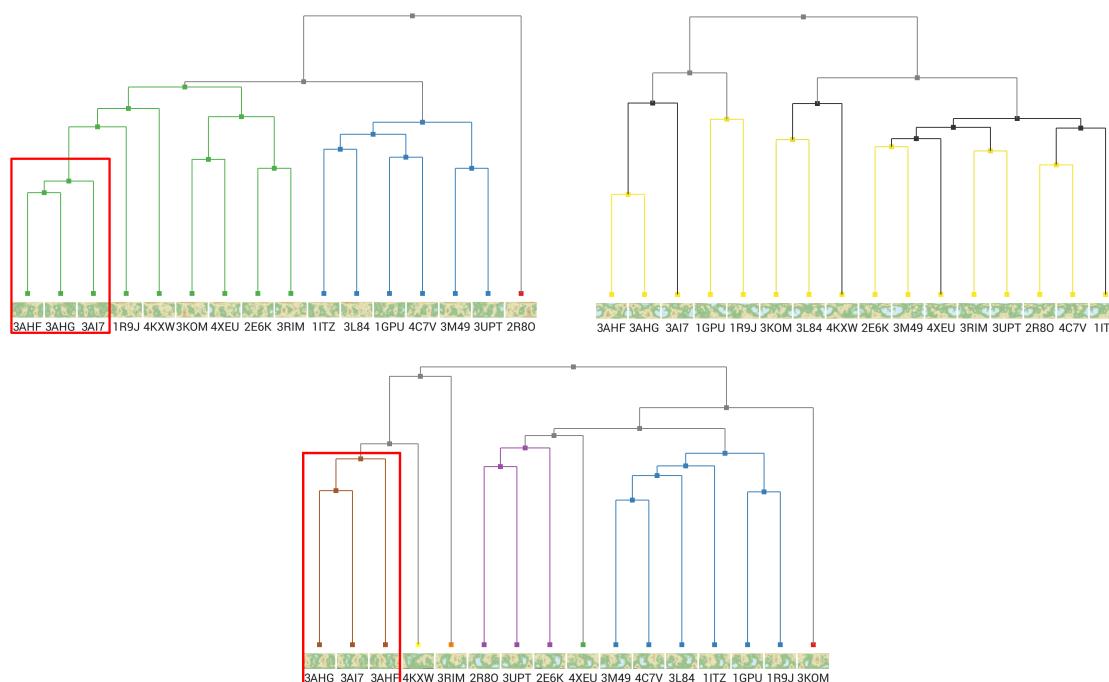 3AHF 3AHG 3AI7 1R9J 4KXW 3KOM 4XEU 2E6K 3RIM 1ITZ 3L84 1GPU 4C7V 3M49 3UPT 2R8O
3AHF 3AHG 3AI7 1GPU 1R9J 3KOM 3L84 4KXW 2E6K 3M49 4XEU 3RIM 3UPT 2R8O 4C7V 1IT
3AHG 3AI7 3AHF 4KXW 3RIM 2R8O 3UPT 2E6K 4XEU 3M49 4C7V 3L84 1ITZ 1GPU 1R9J 3KOM